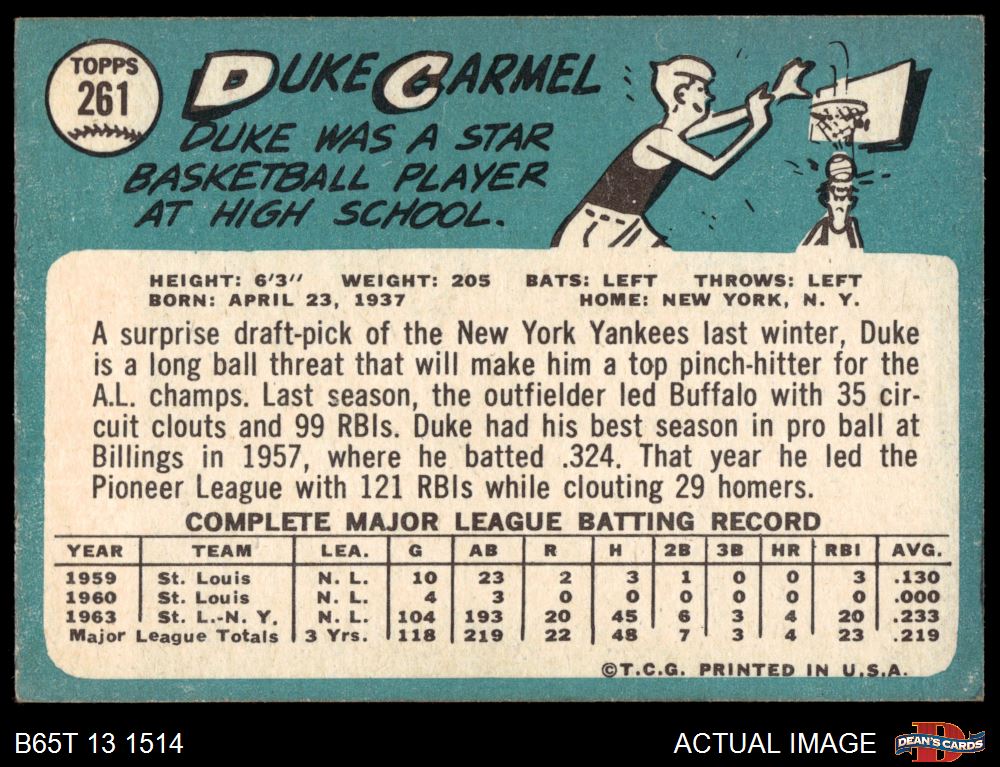 TOPPS
261
DUKE CARMEL
DUKE WAS A STAR
BASKETBALL PLAYER
AT HIGH SCHOOL.
HEIGHT: 6'3" WEIGHT: 205 BATS: LEFT THROWS: LEFT
BORN: APRIL 23, 1937 HOME: NEW YORK, N. Y.
A surprise draft-pick of the New York Yankees last winter, Duke
is a long ball threat that will make him a top pinch-hitter for the
A.L. champs. Last season, the outfielder led Buffalo with 35 cir-
cuit clouts and 99 RBIs. Duke had his best season in pro ball at
Billings in 1957, where he batted .324. That year he led the
Pioneer League with 121 RBIs while clouting 29 homers.
COMPLETE MAJOR LEAGUE BATTING RECORD
YEAR TEAM LEA. G AB R H 2B 3B HR RBI AVG.
1959 St. Louis N. L. 10 23 2 3 1 0 0 3 .130
1960 St. Louis N. L. 4 3 0 0 0 0 0 0 .000
1963 St. L.-N. Y. N. L. 104 193 20 45 6 3 4 20 .233
Major League Totals 3 Yrs. 118 219 22 48 7 3 4 23 .219
©T.C.G. PRINTED IN U.S.A.
B65T 13 1514 ACTUAL IMAGE
D
DEAN'S CARDS